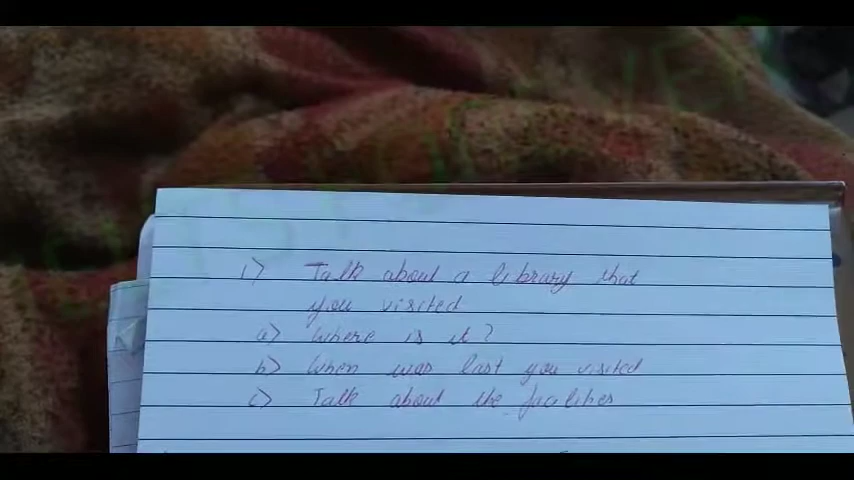 1) Talk about a library that
you visited
a) Where is it?
b) When was last you visited
c) Talk about the facilities